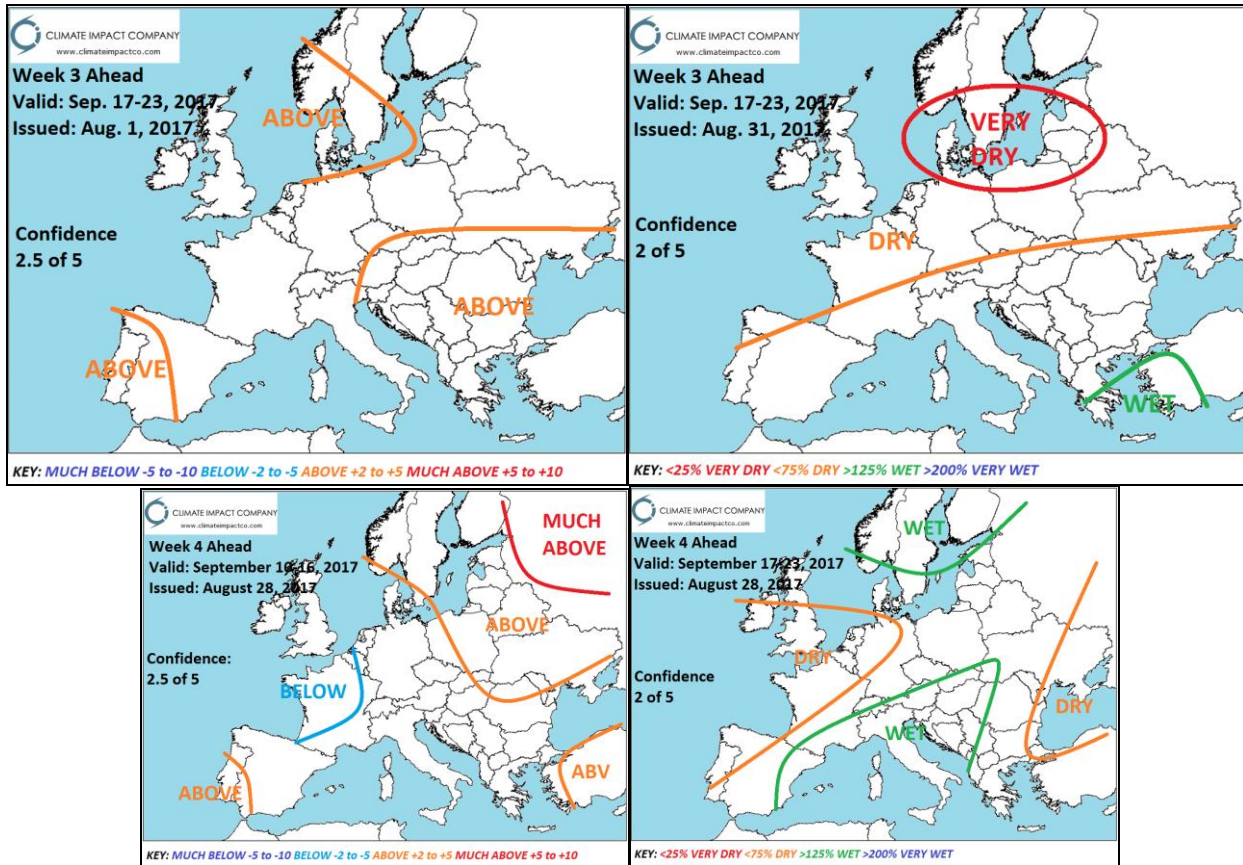 CLIMATE IMPACT COMPANY
www.climateimpactco.com
Week 3 Ahead
Valid: Sep. 17-23, 2017
Issued: Aug. 1, 2017
Confidence
2.5 of 5
ABOVE
ABOVE
ABOVE
KEY: MUCH BELOW -5 to -10 BELOW -2 to -5 ABOVE +2 to +5 MUCH ABOVE +5 to +10
CLIMATE IMPACT COMPANY
www.climateimpactco.com
Week 3 Ahead
Valid: Sep. 17-23, 2017
Issued: Aug. 31, 2017
Confidence
2 of 5
VERY
DRY
DRY
WET
KEY: <25% VERY DRY <75% DRY >125% WET >200% VERY WET
CLIMATE IMPACT COMPANY
www.climateimpactco.com
Week 4 Ahead
Valid: September 10-16, 2017
Issued: August 28, 2017
Confidence:
2.5 of 5
MUCH
ABOVE
ABOVE
BELOW
ABOVE
ABV
KEY: MUCH BELOW -5 to -10 BELOW -2 to -5 ABOVE +2 to +5 MUCH ABOVE +5 to +10
CLIMATE IMPACT COMPANY
www.climateimpactco.com
Week 4 Ahead
Valid: September 17-23, 2017
Issued: August 28, 2017
Confidence
2 of 5
WET
DRY
WET
DRY
KEY: <25% VERY DRY <75% DRY >125% WET >200% VERY WET